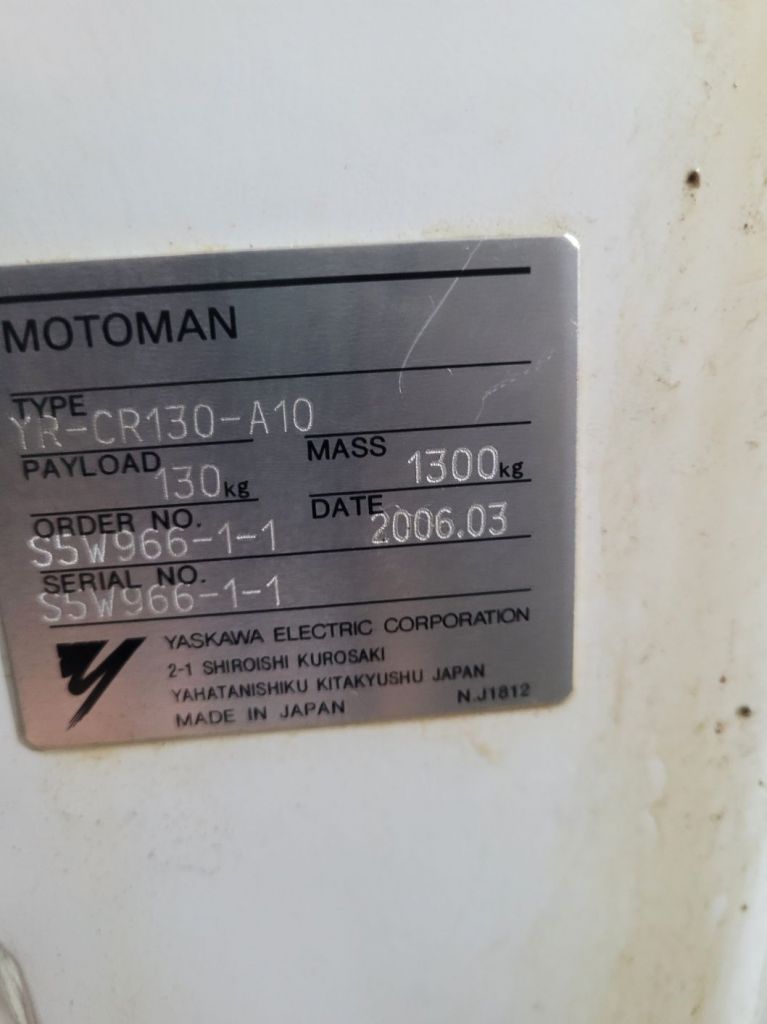 MOTOMAN
TYPE
YR-CR130-A10
PAYLOAD 130kg MASS 1300kg
ORDER NO. DATE 2006.03
S5W966-1-1
SERIAL NO.
S5W966-1-1
YASKAWA ELECTRIC CORPORATION
2-1 SHIROISHI KUROSAKI
YAHATANISHIKU KITAKYUSHU JAPAN
MADE IN JAPAN N.J1812